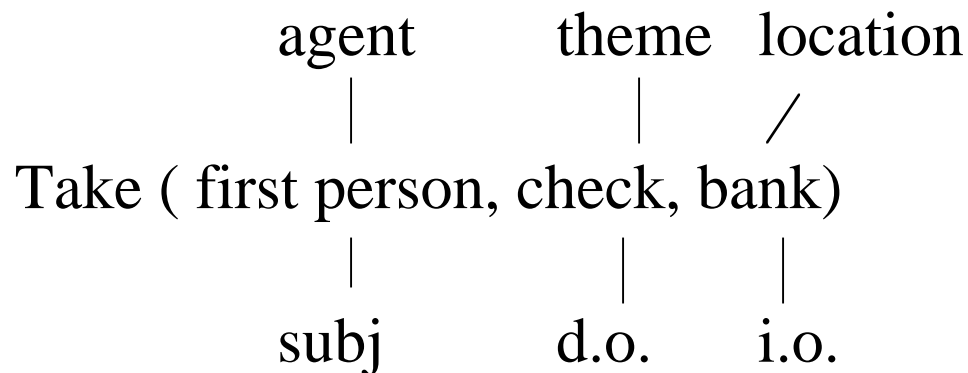 agent theme location
Take ( first person, check, bank)
subj d.o. i.o.